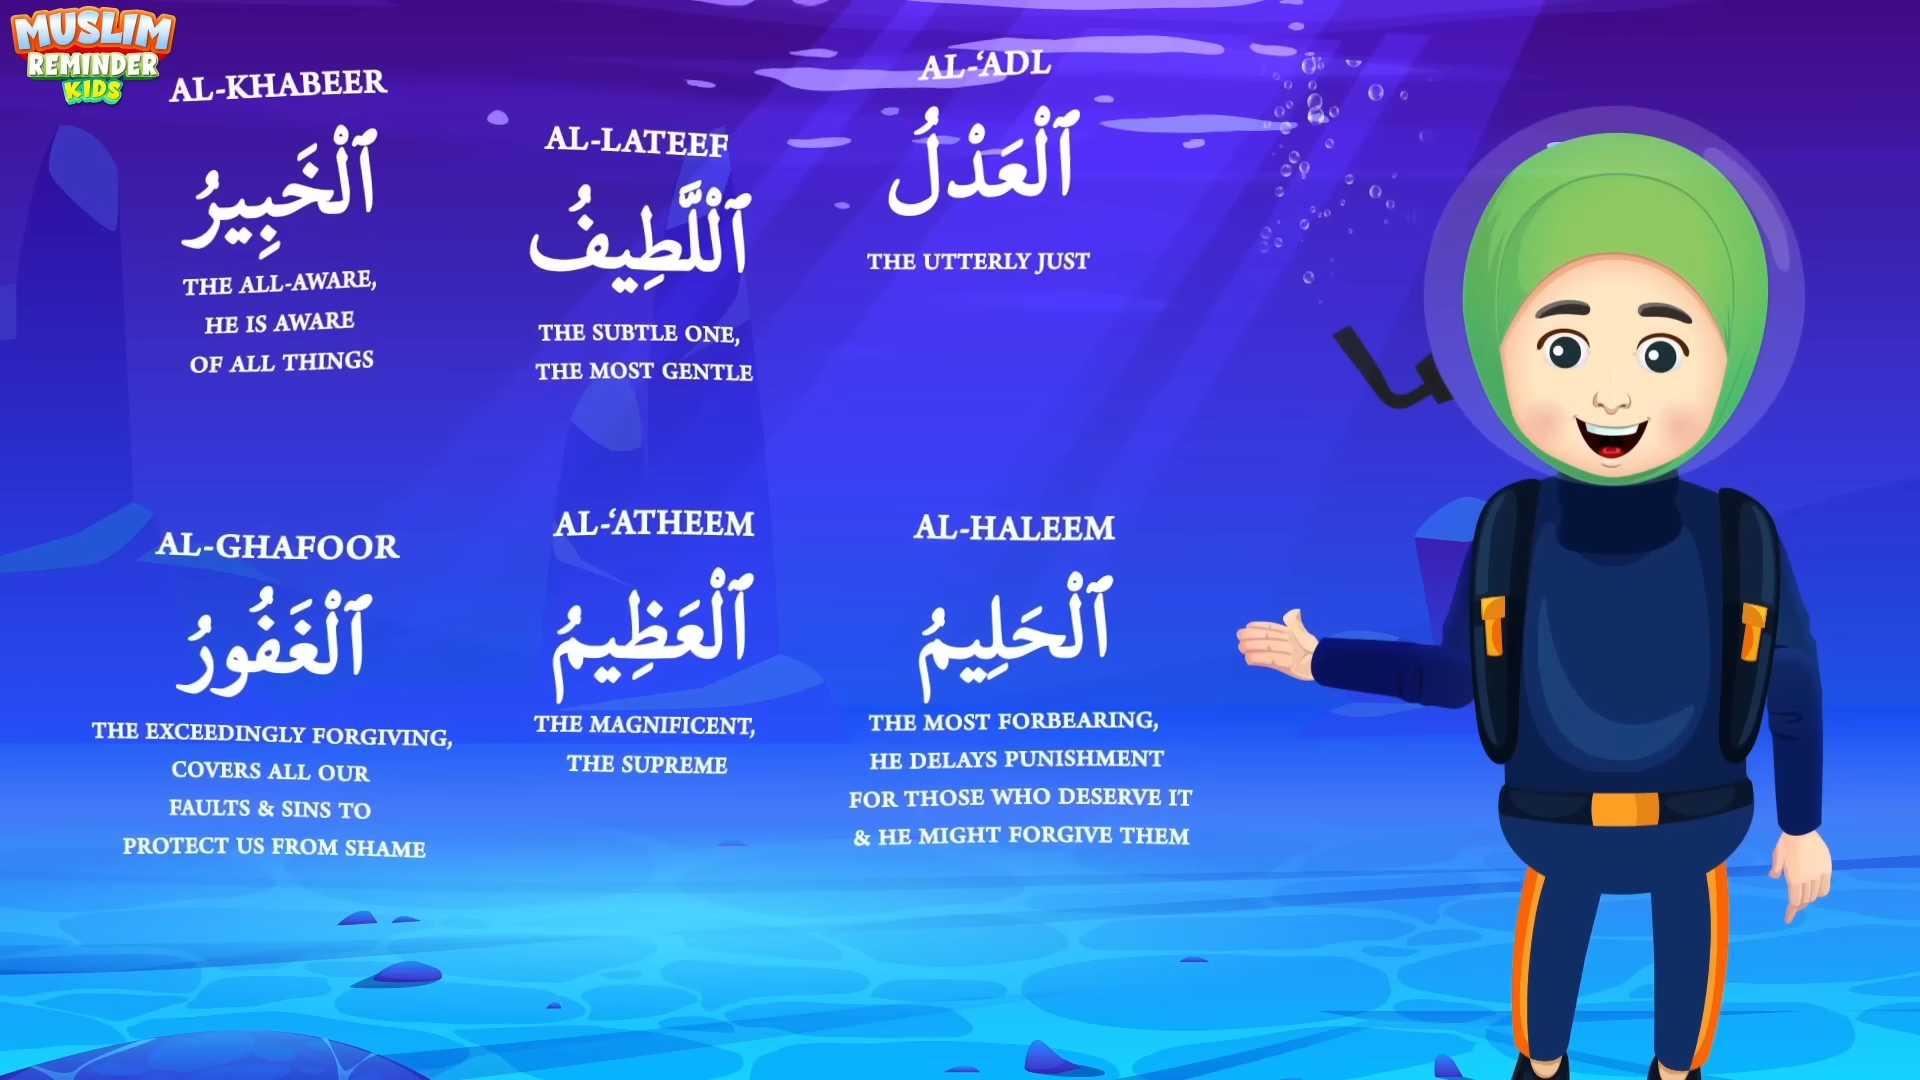 MUSLIM
REMINDER
KIDS
AL-‘ADL
ٱلْعَدْلُ
THE UTTERLY JUST
AL-LATEEF
ٱلْلَّطِيفُ
THE SUBTLE ONE,
THE MOST GENTLE
AL-KHABEER
ٱلْخَبِيرُ
THE ALL-AWARE,
HE IS AWARE
OF ALL THINGS
AL-HALEEM
ٱلْحَلِيمُ
THE MOST FORBEARING,
HE DELAYS PUNISHMENT
FOR THOSE WHO DESERVE IT
& HE MIGHT FORGIVE THEM
AL-‘ATHEEM
ٱلْعَظِيمُ
THE MAGNIFICENT,
THE SUPREME
AL-GHAFOOR
ٱلْغَفُورُ
THE EXCEEDINGLY FORGIVING,
COVERS ALL OUR
FAULTS & SINS TO
PROTECT US FROM SHAME